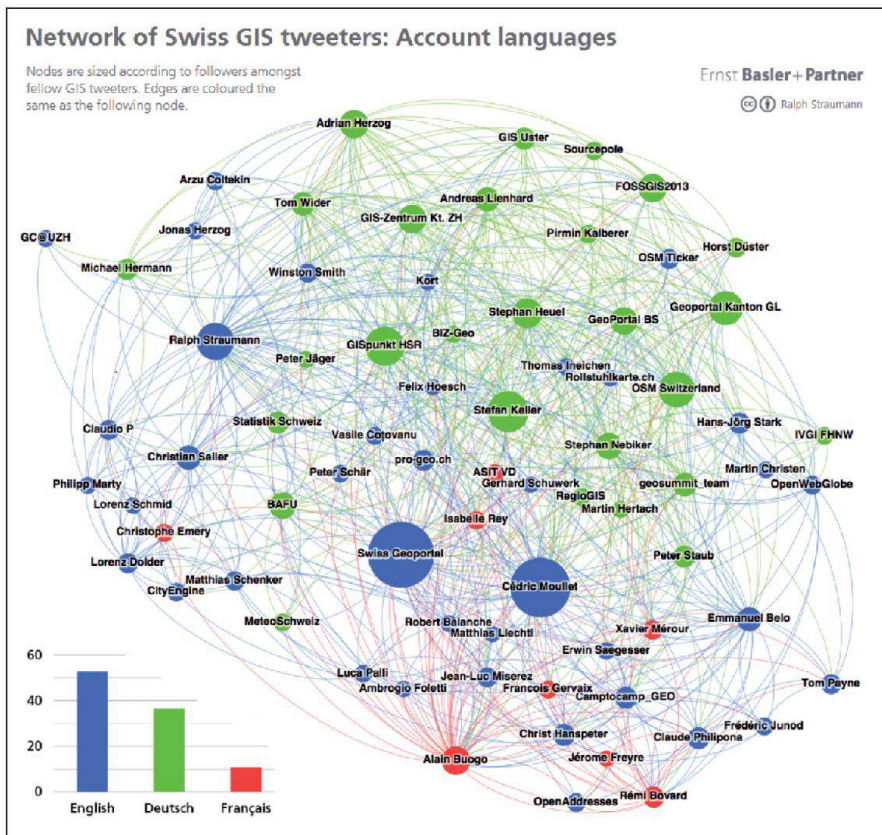 Network of Swiss GIS tweeters: Account languages
Nodes are sized according to followers amongst
fellow GIS tweeters. Edges are coloured the
same as the following node.
Ernst Basler+Partner
cc Ralph Straumann
Adrian Herzog
GIS Uster
Sourcepole
Arzu Coltekin
FOSSGIS2013
Tom Wider
Andreas Lienhard
GIS-Zentrum Kt. ZH
Jonas Herzog
Pirmin Kalberer
GC@UZH
Horst Düster
OSM Ticker
Michael Hermann
Winston Smith
Kort
Geoportal Kanton GL
Stephan Heuel
GeoPortal BS
BIZ-Geo
Ralph Straumann
GISpunkt HSR
Peter Jäger
Thomas Ineichen
Rollstuhlkarte.ch
Felix Hoesch
OSM Switzerland
Stefan Keller
Statistik Schweiz
Hans-Jörg Stark
Claudio P
Vasile Coţovanu
IVGI FHNW
Stephan Nebiker
Christian Sailer
pro-geo.ch
Martin Christen
ASIT VD
Peter Schär
Gerhard Schuwerk
geosummit_team
OpenWebGlobe
Philipp Marty
RegioGIS
Lorenz Schmid
BAFU
Martin Hertach
Isabelle Rey
Christophe Emery
Swiss Geoportal
Peter Staub
Lorenz Dolder
Matthias Schenker
Cédric Moullet
CityEngine
MeteoSchweiz
Robert Balanche
Emmanuel Belo
Matthias Liechti
Xavier Mérour
Erwin Saegesser
Luca Palli
Jean-Luc Miserez
Ambrogio Foletti
Francois Gervaix
Tom Payne
Camptocamp_GEO
Frédéric Junod
Christ Hanspeter
Claude Philipona
Alain Buogo
Jérome Freyre
OpenAddresses
Rémi Bovard
60
40
20
0
English
Deutsch
Français